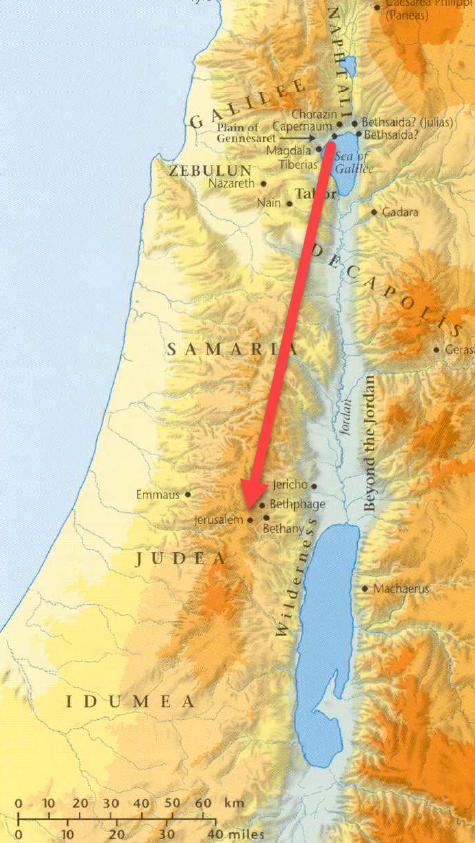 Caesarea Philippi
(Paneas)
NAPHTALI
GALILEE
Chorazin
Bethsaida? (Julias)
Plain of
Gennesaret
Capernaum
Bethsaida?
Magdala
Sea of
Galilee
Tiberias
ZEBULUN
Nazareth
Tabor
Nain
Gadara
DECAPOLIS
SAMARIA
Gerasa
Jordan
Beyond the Jordan
Jericho
Emmaus
Bethphage
Jerusalem
Bethany
JUDEA
Wilderness
Machaerus
IDUMEA
0 10 20 30 40 50 60 km
0 10 20 30 40 miles